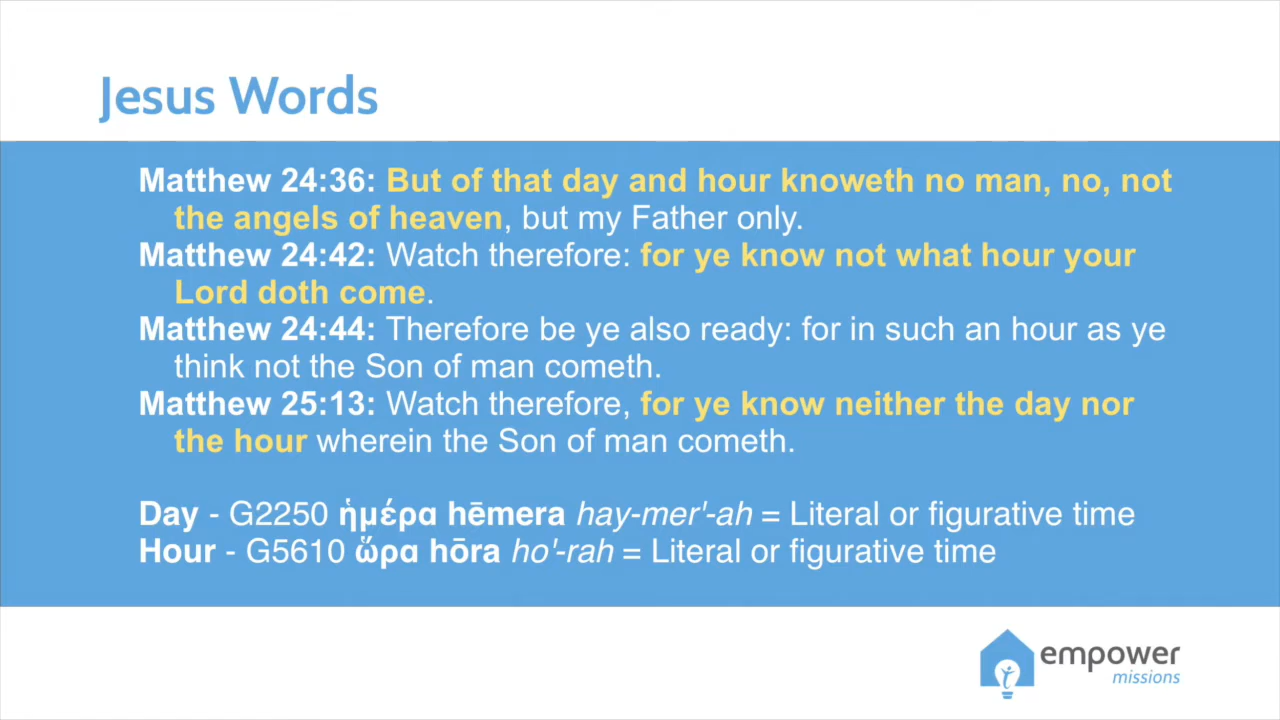 Jesus Words
Matthew 24:36: But of that day and hour knoweth no man, no, not
the angels of heaven, but my Father only.
Matthew 24:42: Watch therefore: for ye know not what hour your
Lord doth come.
Matthew 24:44: Therefore be ye also ready: for in such an hour as ye
think not the Son of man cometh.
Matthew 25:13: Watch therefore, for ye know neither the day nor
the hour wherein the Son of man cometh.
Day - G2250 ἡμέρα hēmera hay-mer'-ah = Literal or figurative time
Hour - G5610 ὥρα hōra ho'-rah = Literal or figurative time
empower
missions